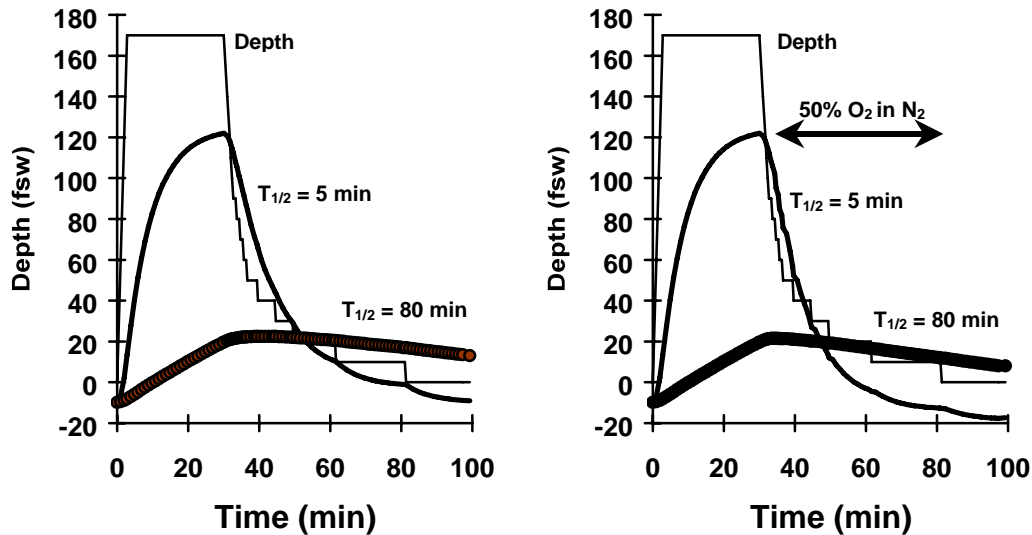 180
160
140
120
100
80
60
40
20
0
-20
Depth (fsw)
Depth
T1/2 = 5 min
T1/2 = 80 min
0 20 40 60 80 100
Time (min)
180
160
140
120
100
80
60
40
20
0
-20
Depth (fsw)
Depth
50% O2 in N2
T1/2 = 5 min
T1/2 = 80 min
0 20 40 60 80 100
Time (min)